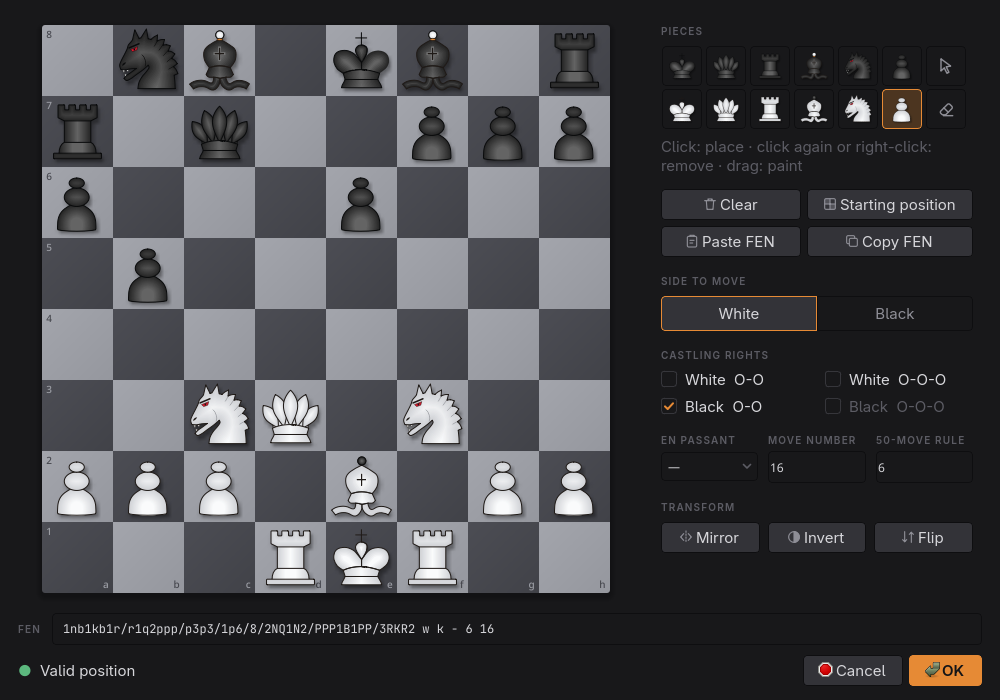 PIECES
Click: place · click again or right-click:
remove · drag: paint
Clear
Starting position
Paste FEN
Copy FEN
SIDE TO MOVE
White
Black
CASTLING RIGHTS
White O-O
White O-O-O
Black O-O
Black O-O-O
EN PASSANT
MOVE NUMBER
50-MOVE RULE
—
16
6
TRANSFORM
Mirror
Invert
Flip
8
7
6
5
4
3
2
1
a
b
c
d
e
f
g
h
FEN
1nb1kb1r/r1q2ppp/p3p3/1p6/8/2NQ1N2/PPP1B1PP/3RKR2 w k - 6 16
Valid position
Cancel
OK